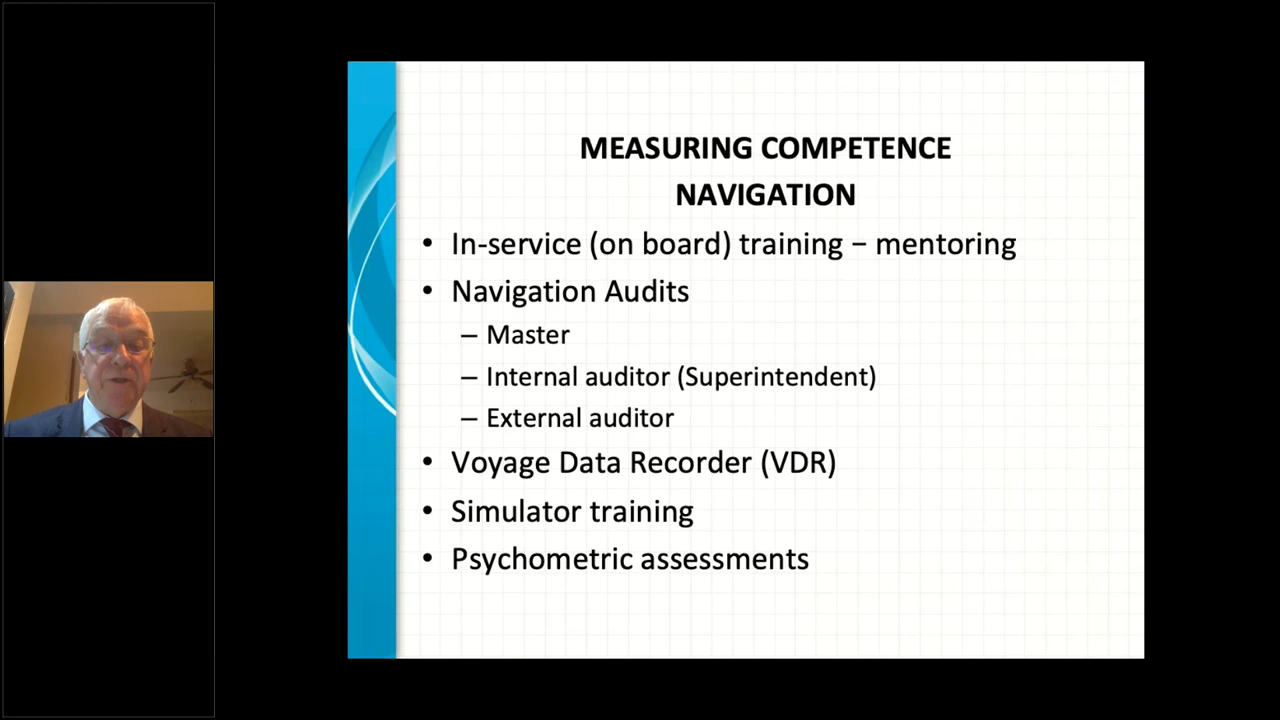 MEASURING COMPETENCE
NAVIGATION
• In-service (on board) training – mentoring
• Navigation Audits
– Master
– Internal auditor (Superintendent)
– External auditor
• Voyage Data Recorder (VDR)
• Simulator training
• Psychometric assessments